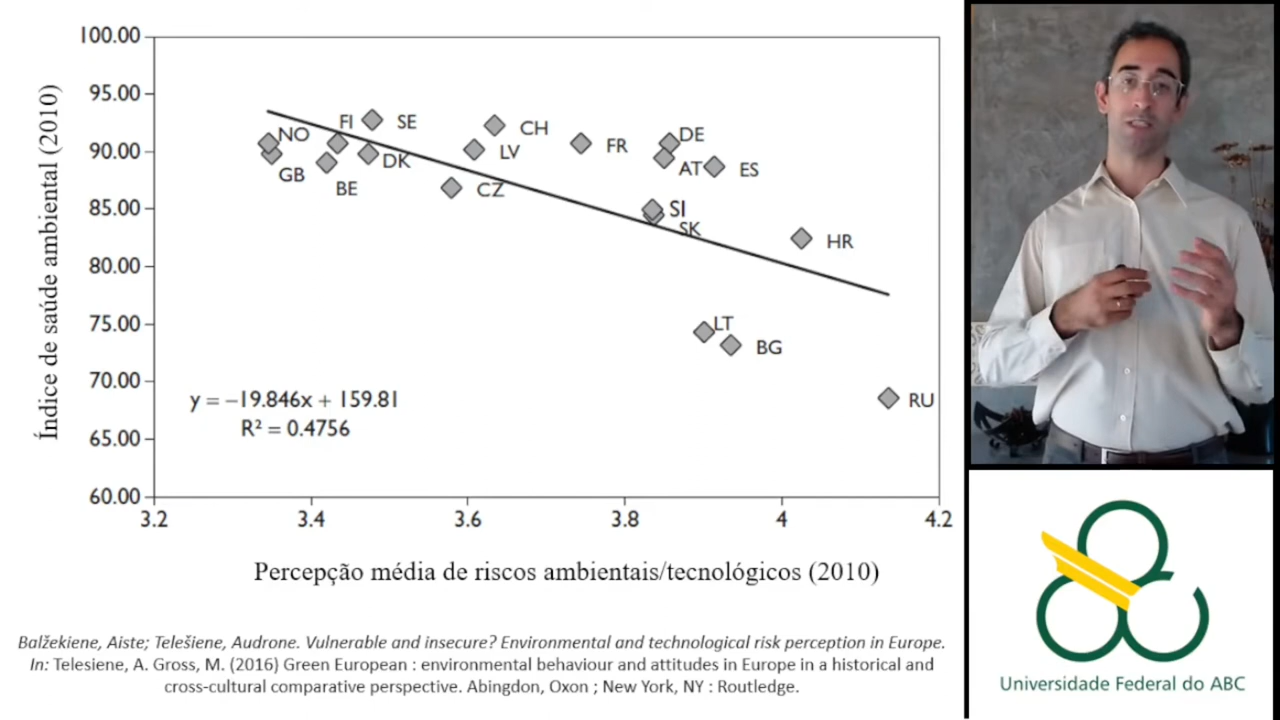 100.00
95.00
90.00
85.00
80.00
75.00
70.00
65.00
60.00
Índice de saúde ambiental (2010)
NO
FI
SE
GB
BE
DK
LV
CH
CZ
FR
DE
AT
ES
SI
SK
HR
LT
BG
RU
y = –19.846x + 159.81
R² = 0.4756
3.2 3.4 3.6 3.8 4 4.2
Percepção média de riscos ambientais/tecnológicos (2010)
Balžekiene, Aiste; Telešiene, Audrone. Vulnerable and insecure? Environmental and technological risk perception in Europe.
In: Telesiene, A. Gross, M. (2016) Green European : environmental behaviour and attitudes in Europe in a historical and
cross-cultural comparative perspective. Abingdon, Oxon ; New York, NY : Routledge.
Universidade Federal do ABC